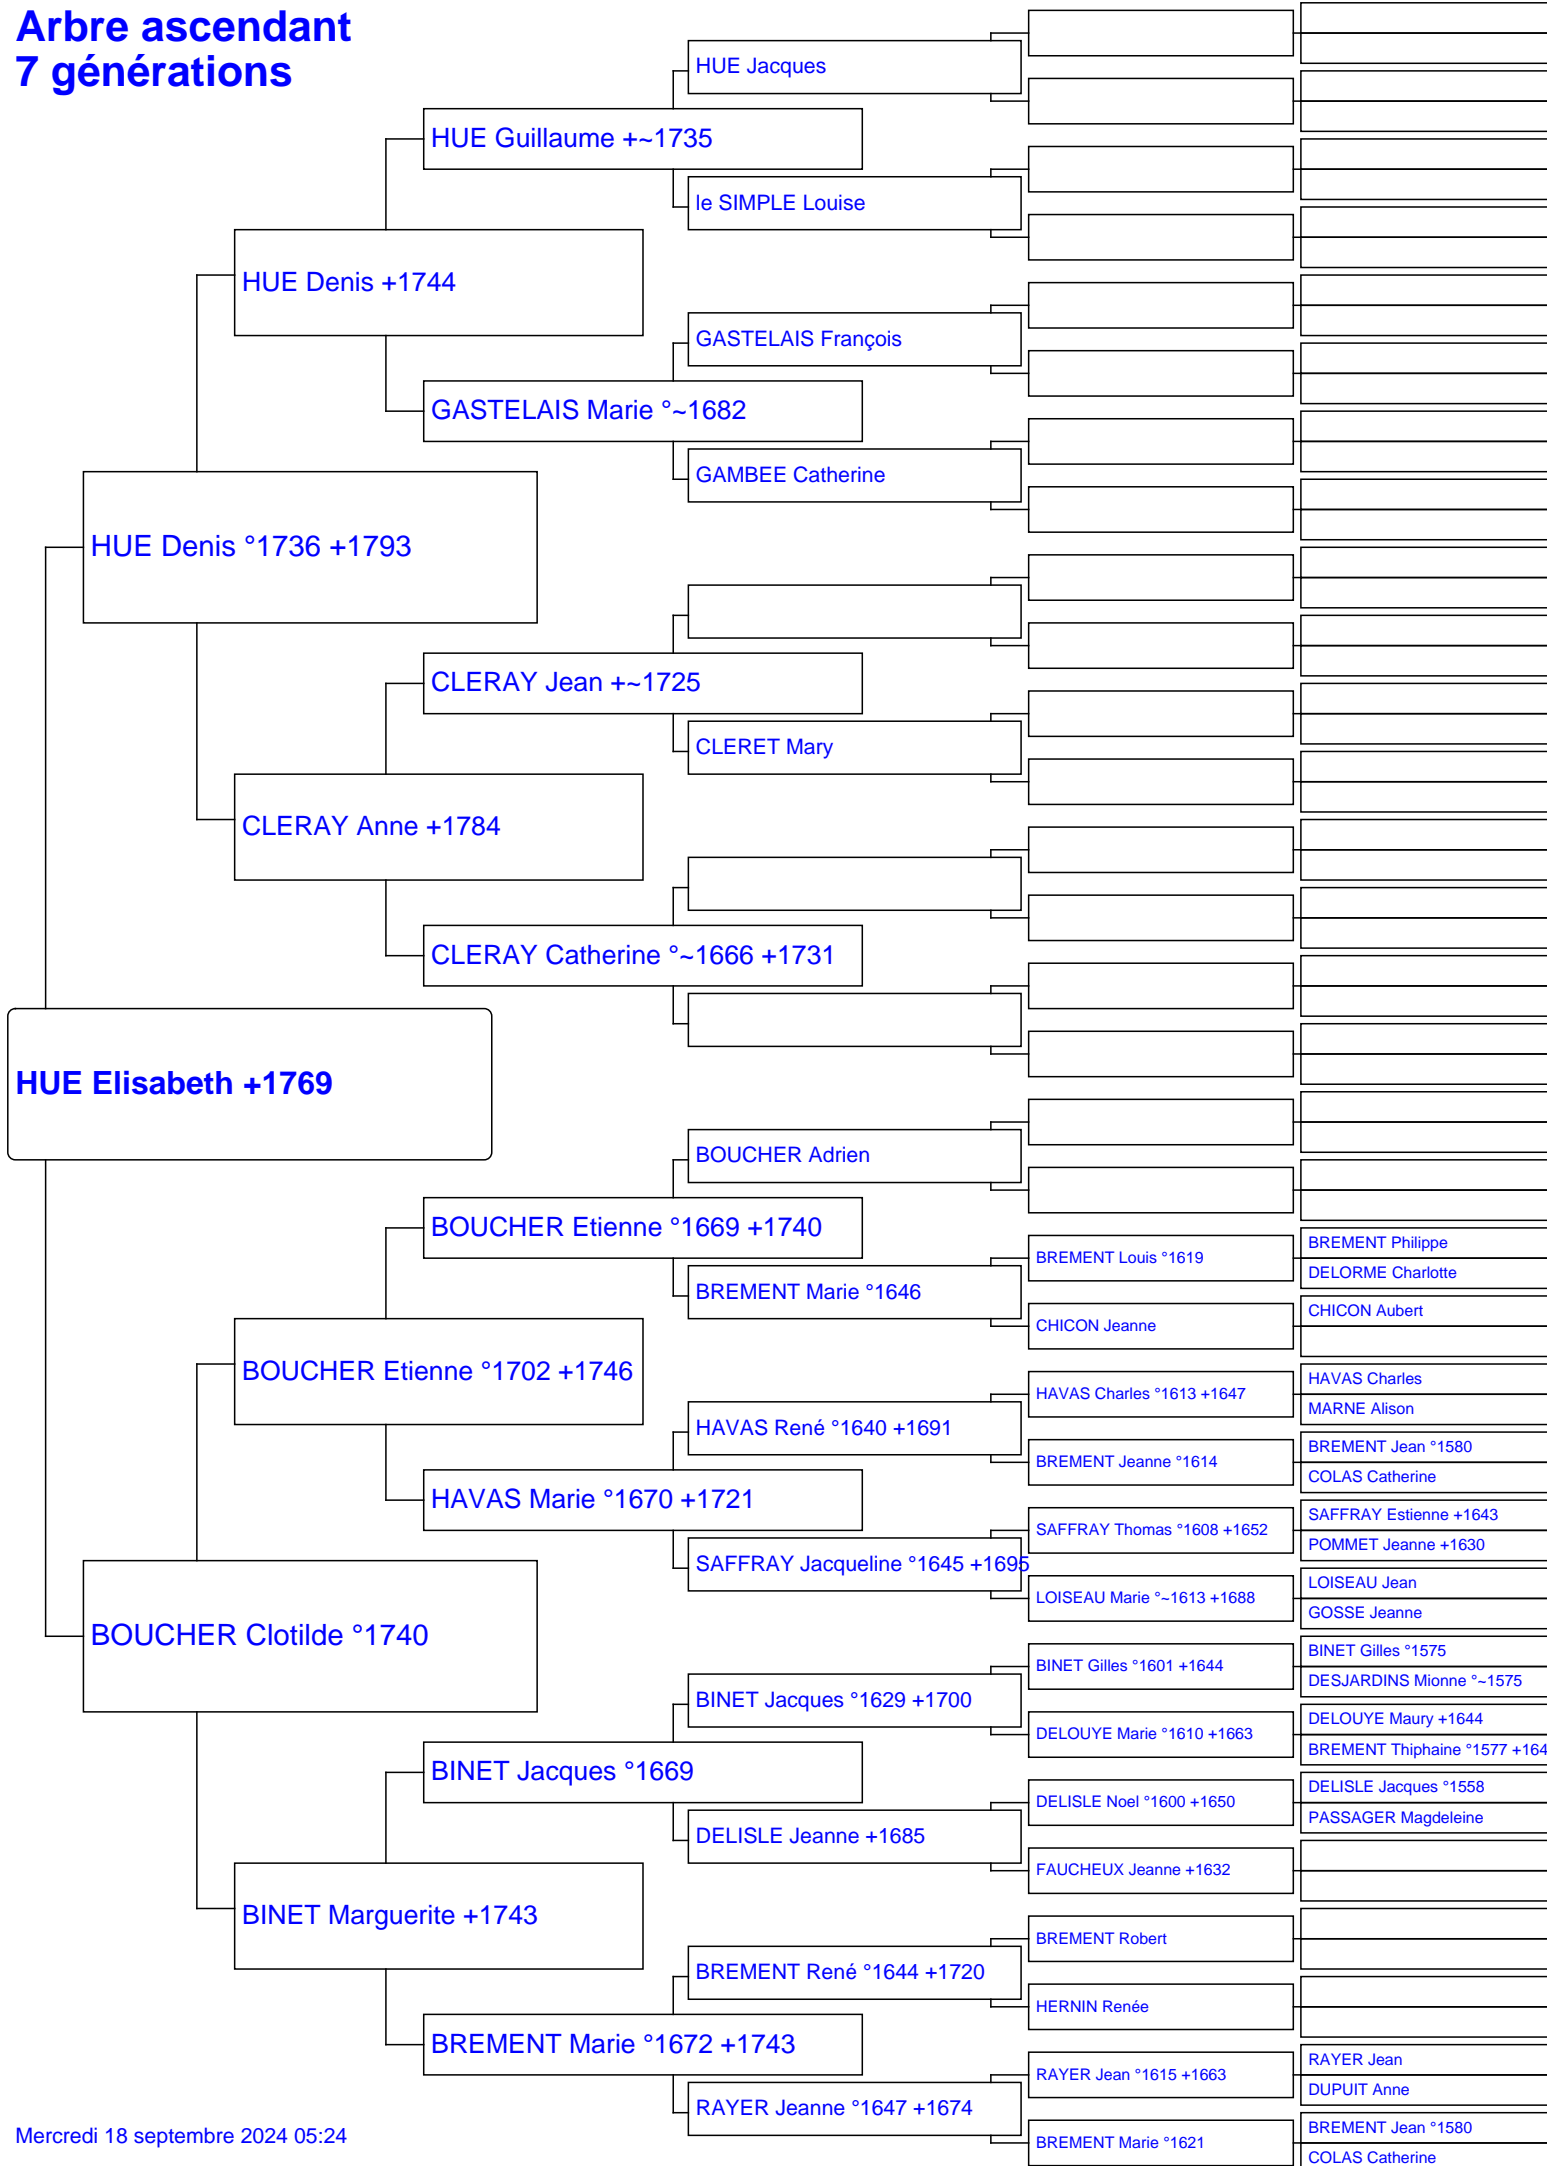 Arbre ascendant
7 générations
HUE Jacques
HUE Guillaume +~1735
le SIMPLE Louise
HUE Denis +1744
GASTELAIS François
GASTELAIS Marie °~1682
GAMBEE Catherine
HUE Denis °1736 +1793
CLERAY Jean +~1725
CLERET Mary
CLERAY Anne +1784
CLERAY Catherine °~1666 +1731
HUE Elisabeth +1769
BOUCHER Adrien
BOUCHER Etienne °1669 +1740
BREMENT Philippe
BREMENT Louis °1619
DELORME Charlotte
BREMENT Marie °1646
CHICON Aubert
CHICON Jeanne
BOUCHER Etienne °1702 +1746
HAVAS Charles
HAVAS Charles °1613 +1647
MARNE Alison
HAVAS René °1640 +1691
BREMENT Jean °1580
BREMENT Jeanne °1614
COLAS Catherine
HAVAS Marie °1670 +1721
SAFFRAY Estienne +1643
SAFFRAY Thomas °1608 +1652
POMMET Jeanne +1630
SAFFRAY Jacqueline °1645 +1695
LOISEAU Jean
LOISEAU Marie °~1613 +1688
GOSSE Jeanne
BOUCHER Clotilde °1740
BINET Gilles °1575
BINET Gilles °1601 +1644
DESJARDINS Mionne °~1575
BINET Jacques °1629 +1700
DELOUYE Maury +1644
DELOUYE Marie °1610 +1663
BREMENT Thiphaine °1577 +164
BINET Jacques °1669
DELISLE Jacques °1558
DELISLE Noel °1600 +1650
PASSAGER Magdeleine
DELISLE Jeanne +1685
FAUCHEUX Jeanne +1632
BINET Marguerite +1743
BREMENT Robert
BREMENT René °1644 +1720
HERNIN Renée
BREMENT Marie °1672 +1743
RAYER Jean
RAYER Jean °1615 +1663
DUPUIT Anne
RAYER Jeanne °1647 +1674
BREMENT Jean °1580
BREMENT Marie °1621
COLAS Catherine
Mercredi 18 septembre 2024 05:24